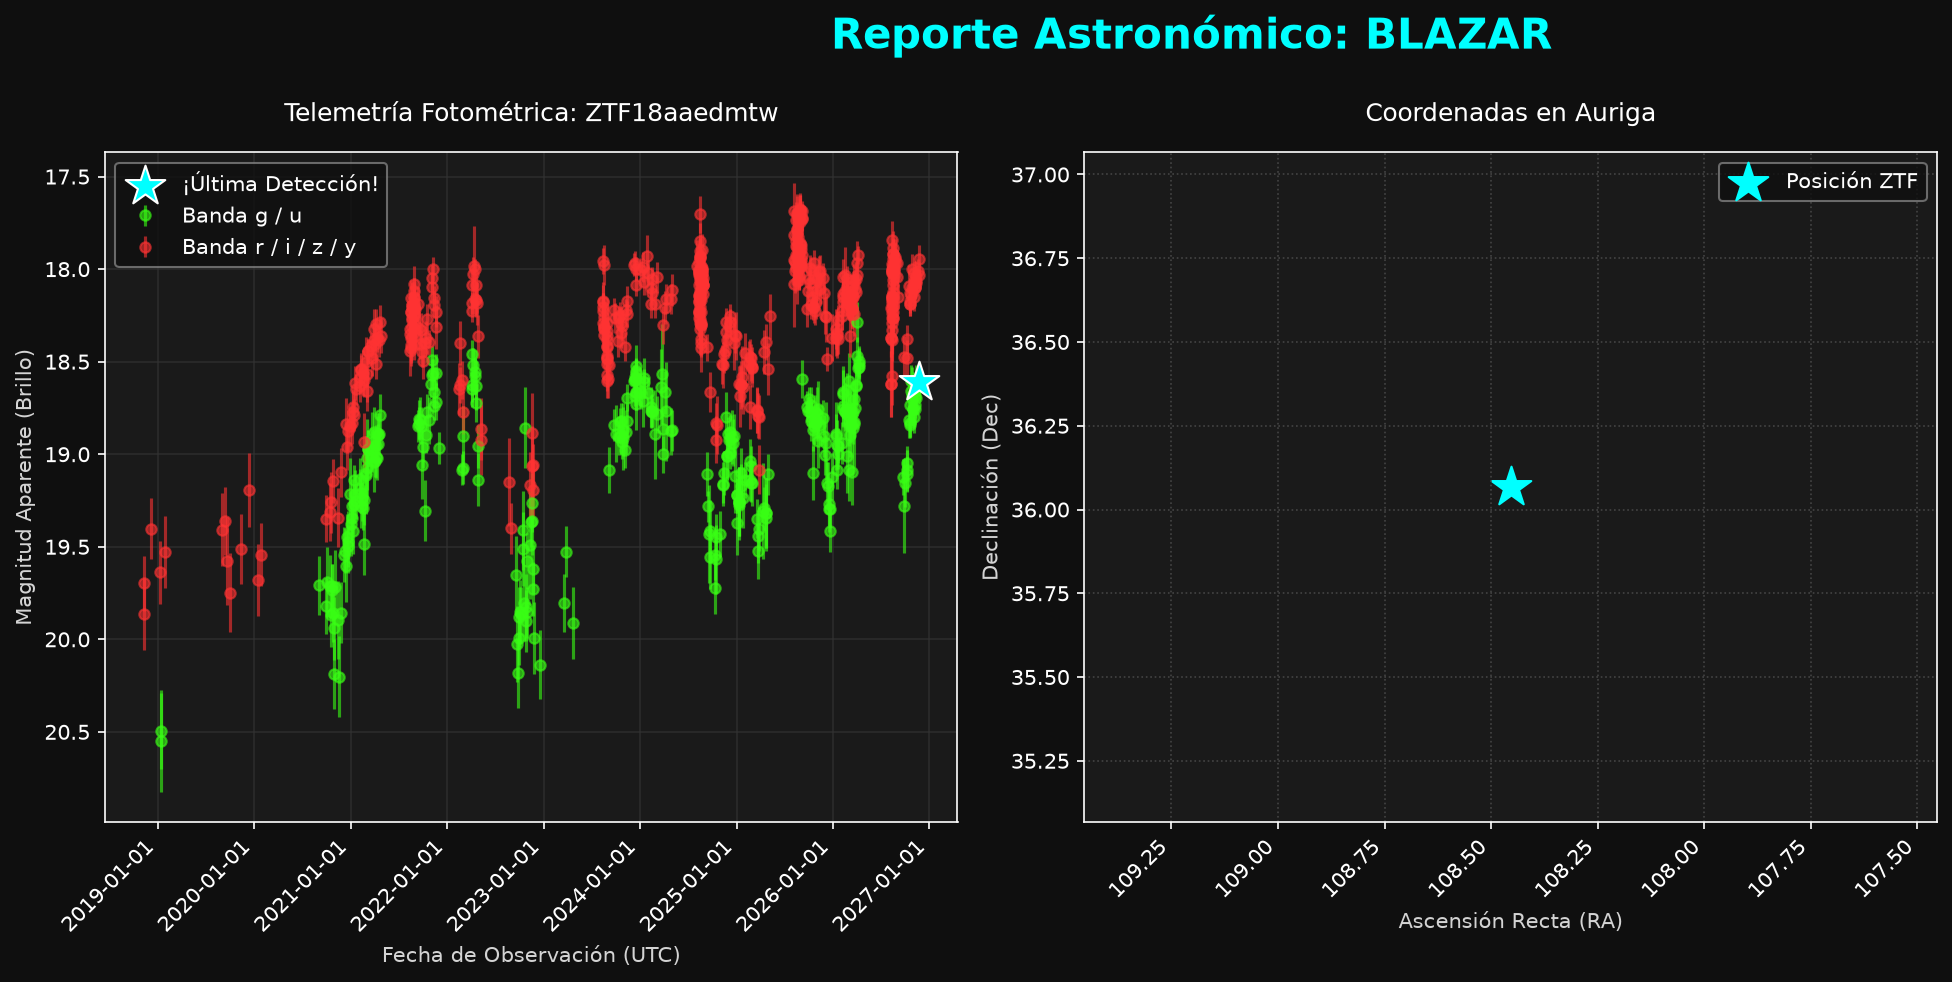 Reporte Astronómico: BLAZAR
Telemetría Fotométrica: ZTF18aaedmtw
¡Última Detección!
Banda g / u
Banda r / i / z / y
Magnitud Aparente (Brillo)
17.5
18.0
18.5
19.0
19.5
20.0
20.5
2019-01-01
2020-01-01
2021-01-01
2022-01-01
2023-01-01
2024-01-01
2025-01-01
2026-01-01
2027-01-01
Fecha de Observación (UTC)
Coordenadas en Auriga
Posición ZTF
Declinación (Dec)
37.00
36.75
36.50
36.25
36.00
35.75
35.50
35.25
109.25
109.00
108.75
108.50
108.25
108.00
107.75
107.50
Ascensión Recta (RA)